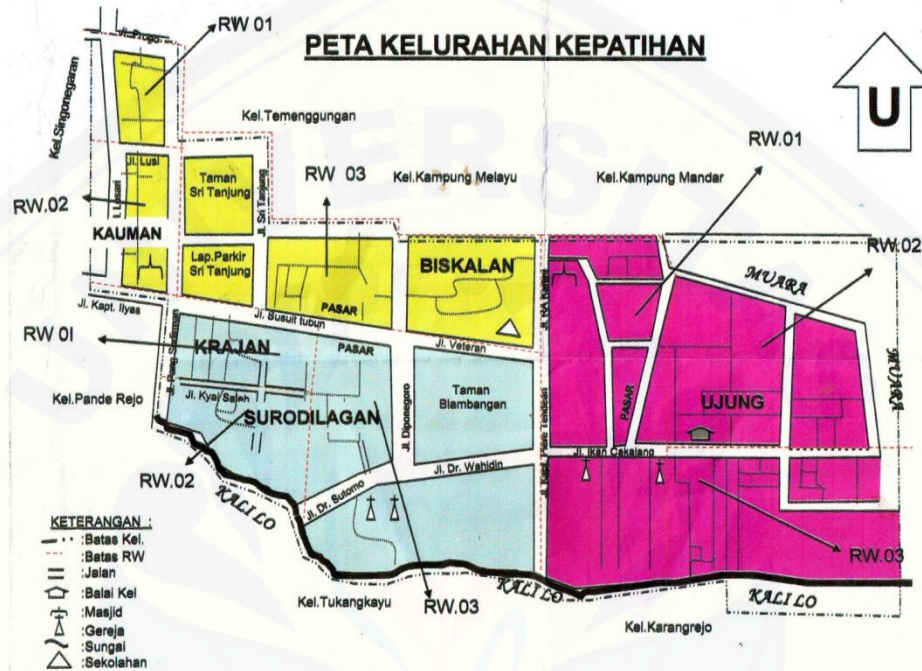 PETA KELURAHAN KEPATIHAN
U
Jl. Progo
RW 01
Kel.Singonegaran
Kel.Temenggungan
RW.01
Jl. Lusi
Taman
Sri Tanjung
Jl. Sri Tanjung
RW 03
Kel.Kampung Melayu
Kel.Kampung Mandar
RW.02
KAUMAN
Lap.Parkir
Sri Tanjung
BISKALAN
RW.02
MUARA
MUARA
Jl. Kapt. Ilyas
Jl. Susuit tubun
PASAR
RW 0I
KRAJAN
PASAR
Jl. Veteran
PASAR
Kel.Pande Rejo
Jl. Kyai Saleh
SURODILAGAN
Jl. Diponegoro
Taman
Blambangan
UJUNG
RW.02
KALI LO
Jl. Dr. Wahidin
Jl. Ikan Cakalang
Jl. Dr. Sutomo
RW.03
KETERANGAN :
:Batas Kel.
:Batas RW
:Jalan
:Balai Kel
:Masjid
:Gereja
:Sungai
:Sekolahan
Kel.Tukangkayu
RW.03
KALI LO
KALI LO
Kel.Karangrejo